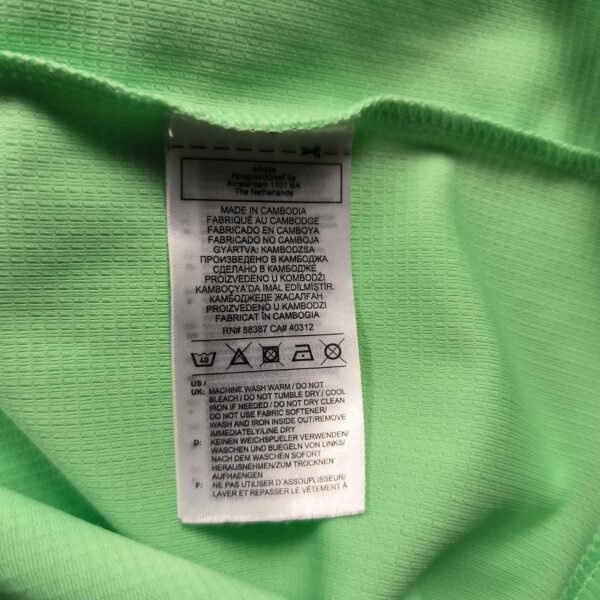 adidas
Hoogoorddreef 9a
Amsterdam 1101 BA
The Netherlands
MADE IN CAMBODIA
FABRIQUÉ AU CAMBODGE
FABRICADO EN CAMBOYA
FABRICADO NO CAMBOJA
GYÁRTVA: KAMBODZSA
ПРОИЗВЕДЕНО В КАМБОДЖА
СДЕЛАНО В КАМБОДЖЕ
PROIZVEDENO U KOMBODŽI
KAMBOÇYA'DA İMAL EDİLMİŞTİR.
КАМБОДЖЕДЕ ЖАСАЛҒАН
PROIZVEDENO U KAMBODŽI
FABRICAT ÎN CAMBOGIA
RN# 88387 CA# 40312
40
US /
UK: MACHINE WASH WARM / DO NOT
BLEACH / DO NOT TUMBLE DRY / COOL
IRON IF NEEDED / DO NOT DRY CLEAN
DO NOT USE FABRIC SOFTENER/
WASH AND IRON INSIDE OUT/REMOVE
IMMEDIATELY/LINE DRY
D: KEINEN WEICHSPUELER VERWENDEN/
WASCHEN UND BUEGELN VON LINKS/
NACH DEM WASCHEN SOFORT
HERAUSNEHMEN/ZUM TROCKNEN
AUFHAENGEN
F: NE PAS UTILISER D'ASSOUPLISSEUR/
LAVER ET REPASSER LE VÊTEMENT À